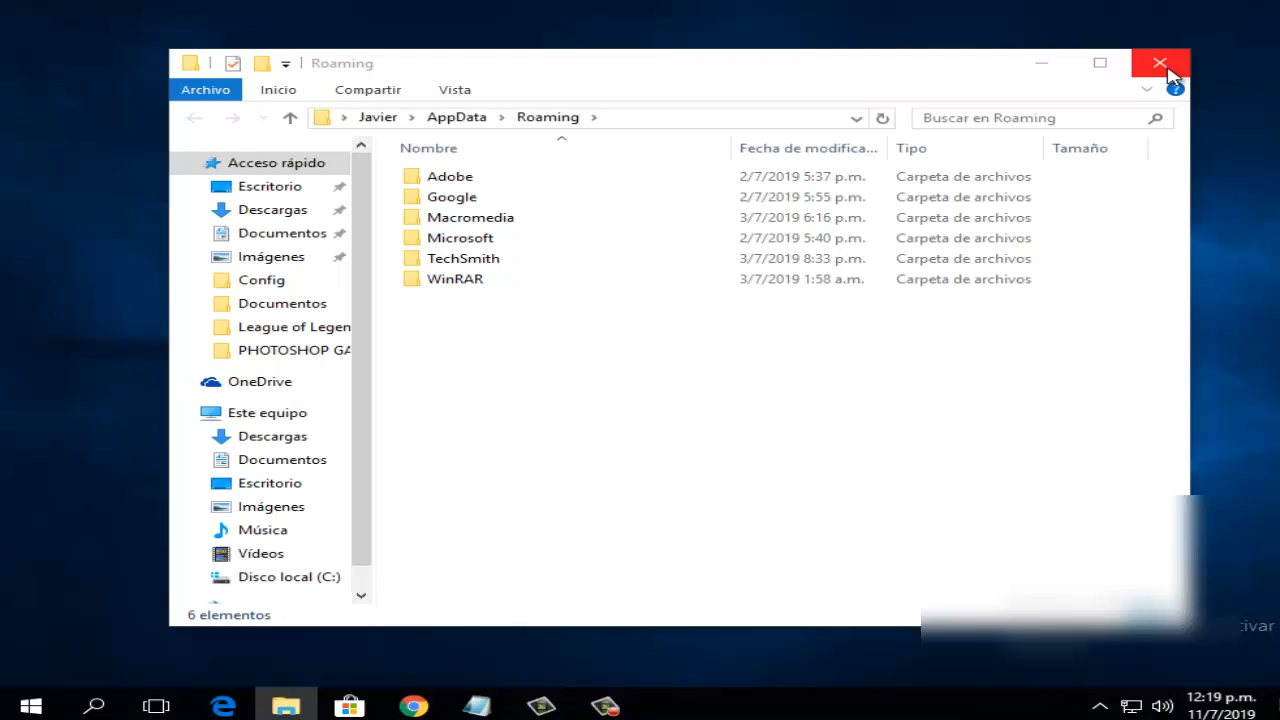 Roaming
Archivo Inicio Compartir Vista
Javier AppData Roaming
Buscar en Roaming
Nombre Fecha de modifica... Tipo Tamaño
Adobe 2/7/2019 5:37 p.m. Carpeta de archivos
Google 2/7/2019 5:55 p.m. Carpeta de archivos
Macromedia 3/7/2019 6:16 p.m. Carpeta de archivos
Microsoft 2/7/2019 5:40 p.m. Carpeta de archivos
TechSmith 3/7/2019 8:33 p.m. Carpeta de archivos
WinRAR 3/7/2019 1:58 a.m. Carpeta de archivos
Acceso rápido
Escritorio
Descargas
Documentos
Imágenes
Config
Documentos
League of Legen
PHOTOSHOP GA
OneDrive
Este equipo
Descargas
Documentos
Escritorio
Imágenes
Música
Vídeos
Disco local (C:)
6 elementos
tivar
12:19 p.m.
11/7/2019